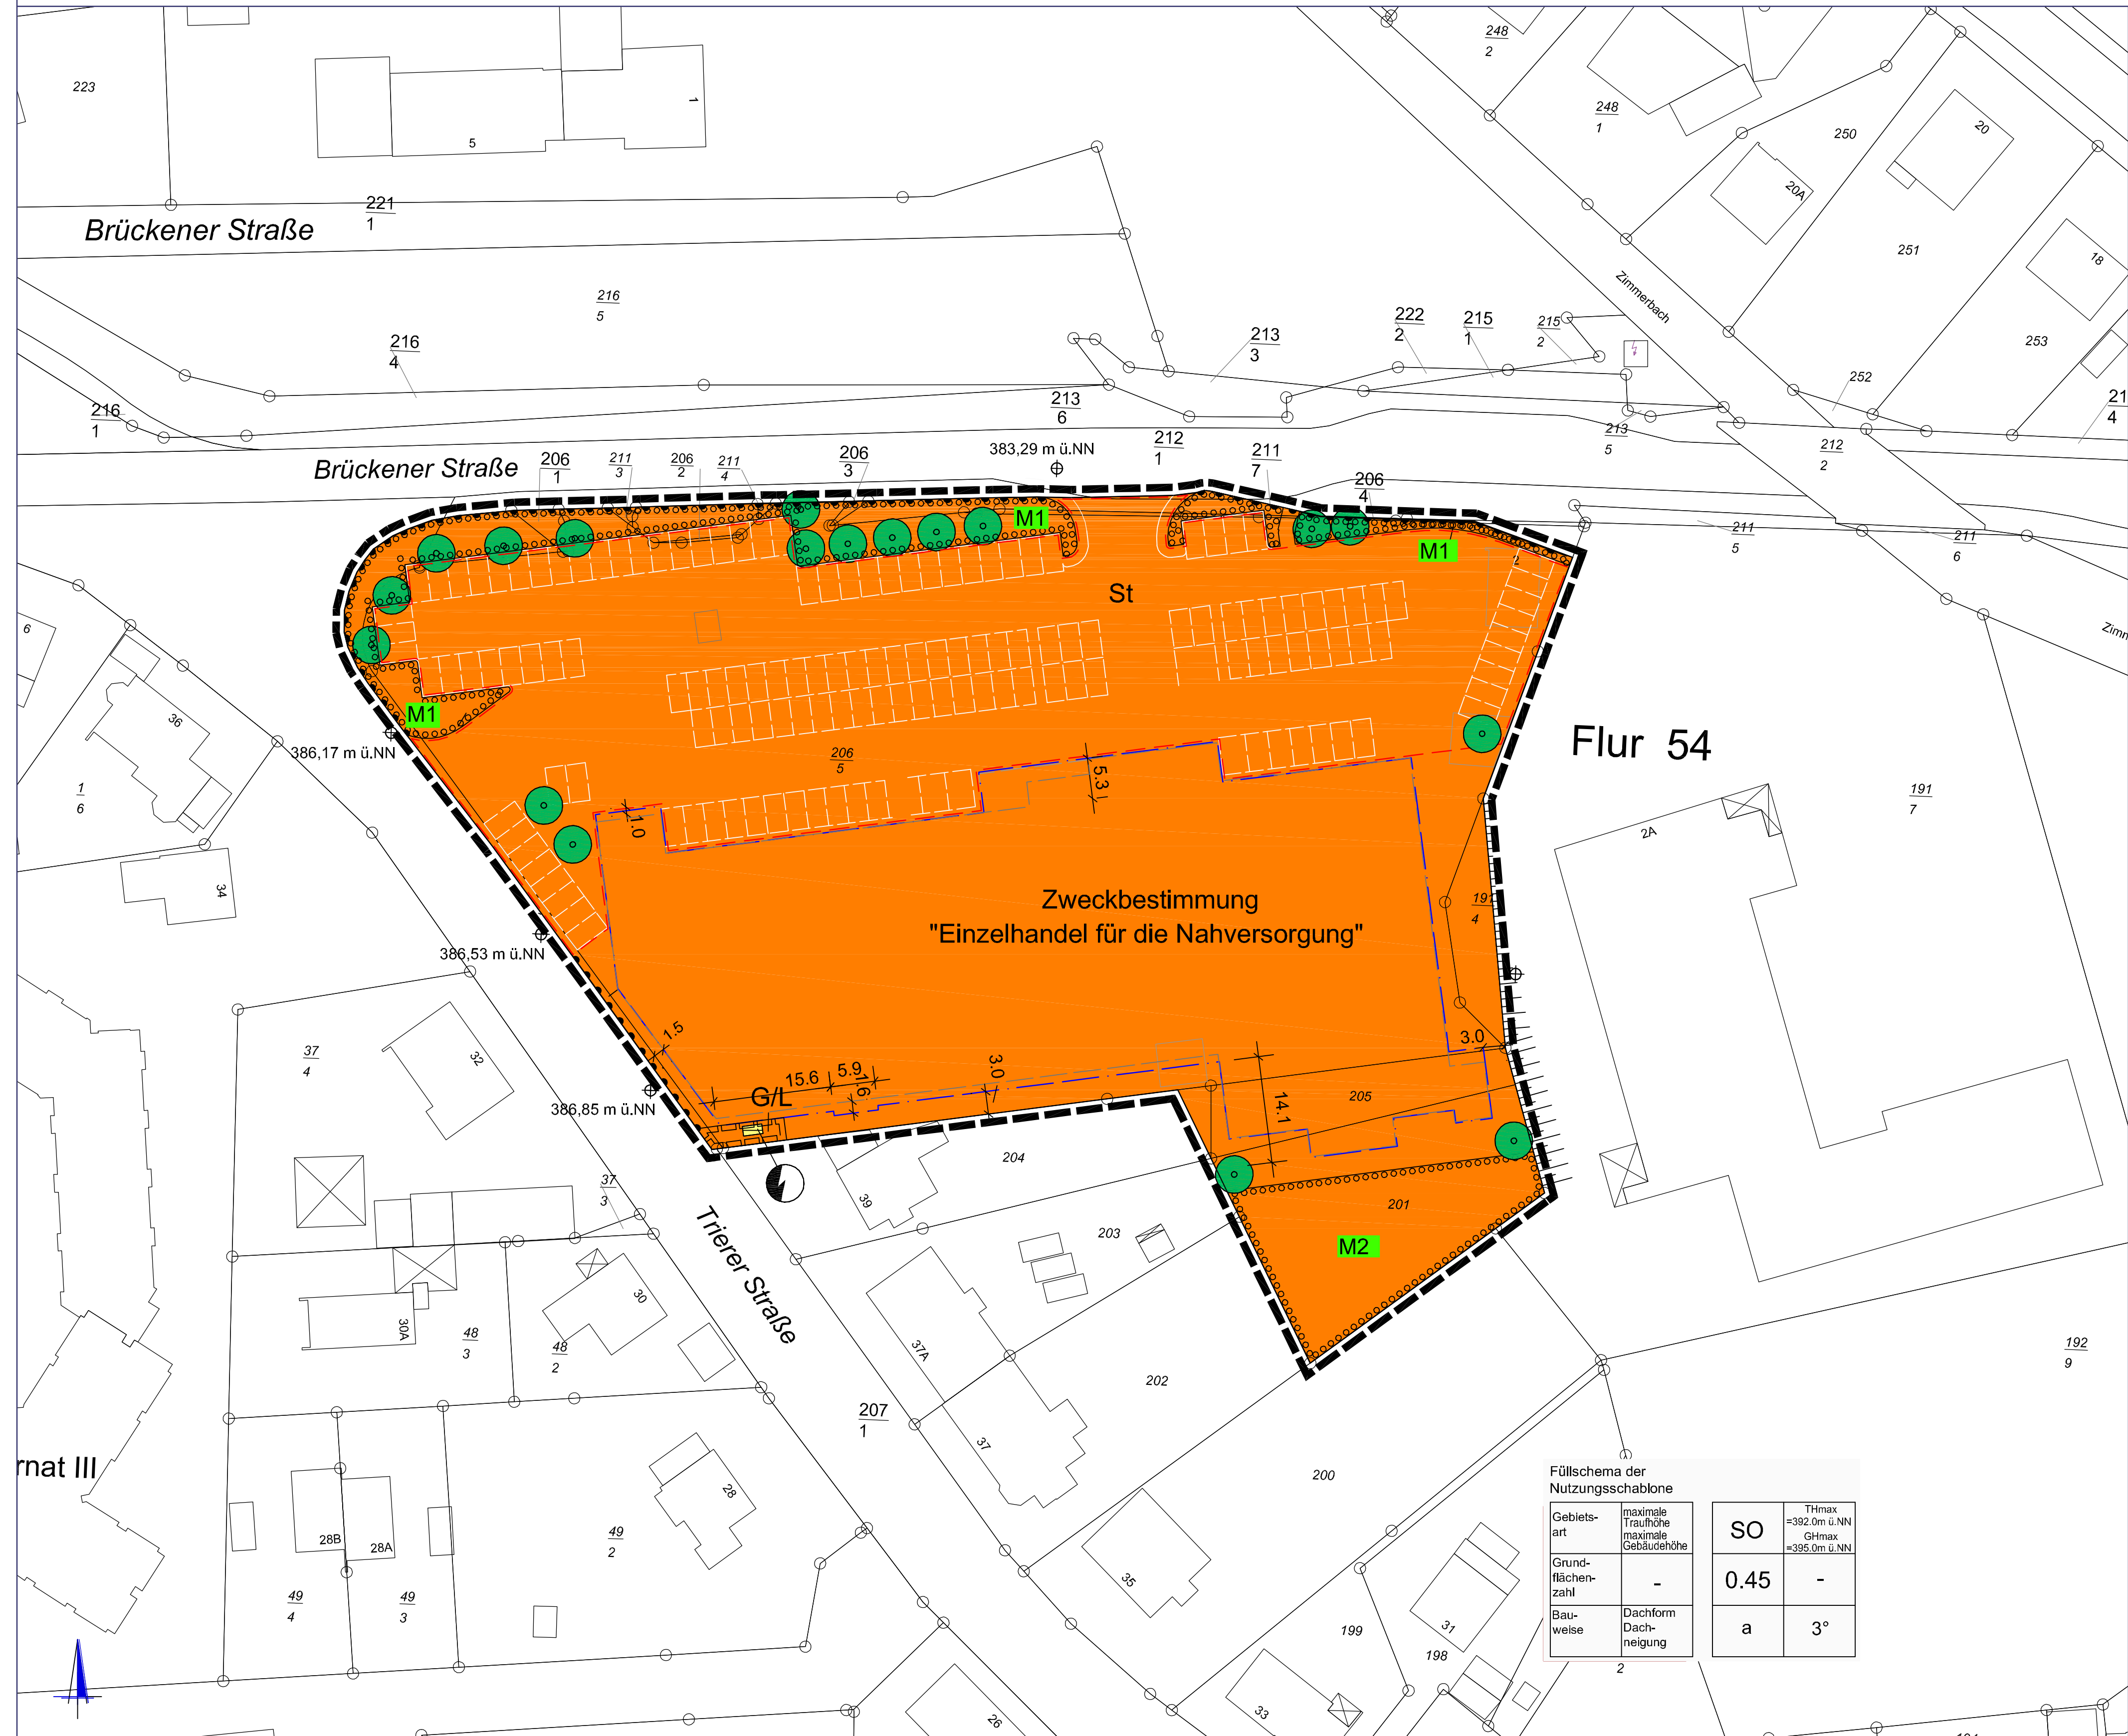 223
5
1
221
1
Brückener Straße
248
2
248
1
250
20
20A
251
18
253
Zimmerbach
216
5
216
4
216
1
213
3
222
2
215
1
215
2
252
21
4
213
6
213
5
212
2
383,29 m ü.NN
212
1
Brückener Straße
206
1
211
3
206
2
211
4
206
3
211
7
206
4
211
5
211
6
M1
M1
2
St
6
36
M1
386,17 m ü.NN
1
6
206
5
5.3
1.0
Flur 54
191
7
2A
34
Zweckbestimmung
"Einzelhandel für die Nahversorgung"
191
4
386,53 m ü.NN
1.5
3.0
37
4
32
15.6
5.9
1.6
3.0
G/L
386,85 m ü.NN
14.1
205
204
39
37
3
201
203
M2
Trierer Straße
30
30A
48
3
48
2
37A
202
192
9
207
1
37
rnat III
200
28
28B
28A
49
2
49
4
49
3
35
199
198
31
33
26
2
Füllschema der
Nutzungsschablone
Gebiets-
art
maximale
Traufhöhe
maximale
Gebäudehöhe
SO
THmax
=392.0m ü.NN
GHmax
=395.0m ü.NN
Grund-
flächen-
zahl
-
0.45
-
Bau-
weise
Dachform
Dach-
neigung
a
3°